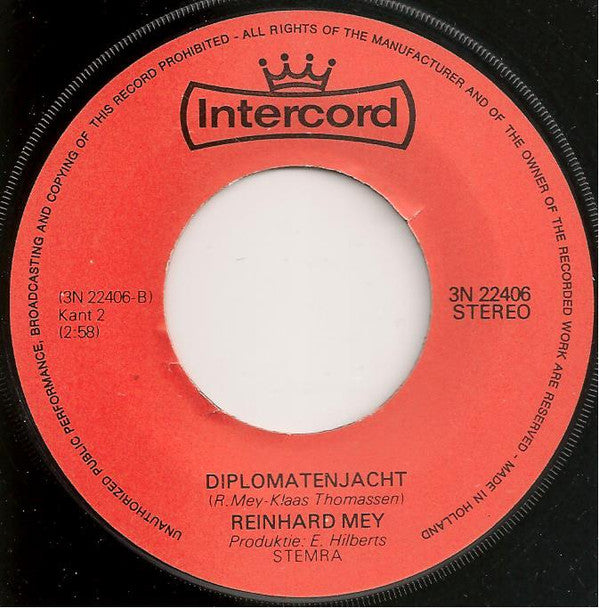 UNAUTHORIZED PUBLIC PERFORMANCE, BROADCASTING AND COPYING OF THIS RECORD PROHIBITED - ALL RIGHTS OF THE MANUFACTURER AND OF THE OWNER OF THE RECORDED WORK ARE RESERVED - MADE IN HOLLAND
Intercord
(3N 22406-B)
Kant 2
(2:58)
3N 22406
STEREO
DIPLOMATENJACHT
(R. Mey-Klaas Thomassen)
REINHARD MEY
Produktie: E. Hilberts
STEMRA